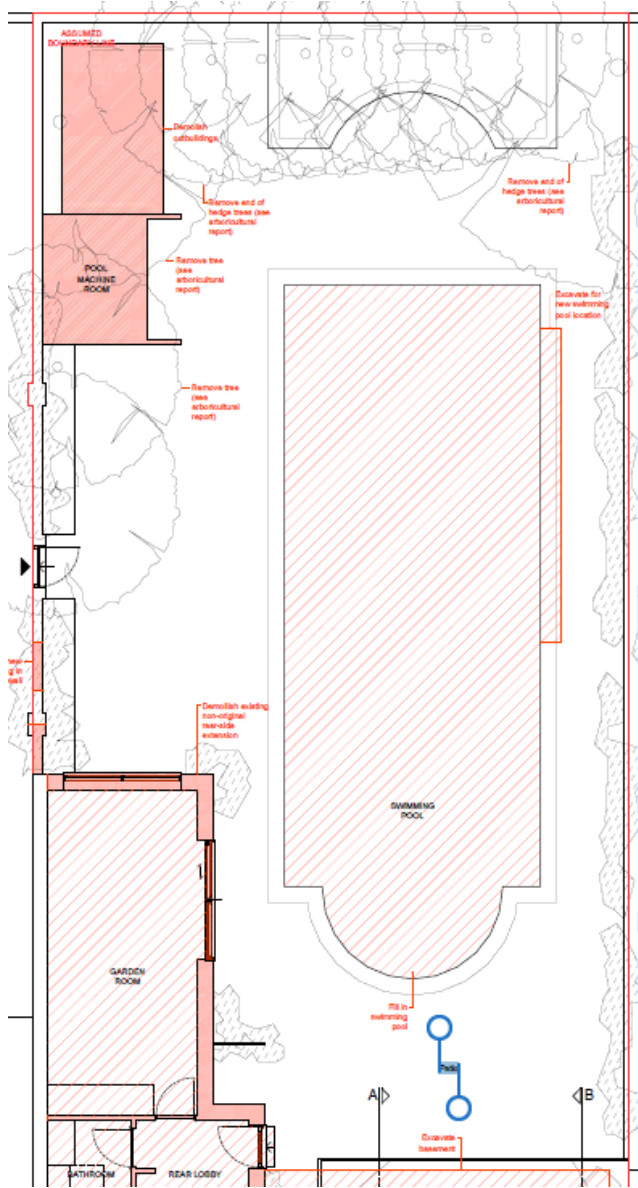 ASSUMED
BOUNDARY LINE
Demolish
outbuildings
Remove end of
hedge trees (see
arboricultural
report)
Remove end of
hedge trees (see
arboricultural
report)
POOL
MACHINE
ROOM
Remove tree
(see
arboricultural
report)
Excavate for
new swimming
pool location
Remove tree
(see
arboricultural
report)
Demolish existing
non-original
rear-side
extension
SWIMMING
POOL
GARDEN
ROOM
Fill in
swimming
pool
Patio
A
B
Excavate
basement
BATHROOM
REAR LOBBY